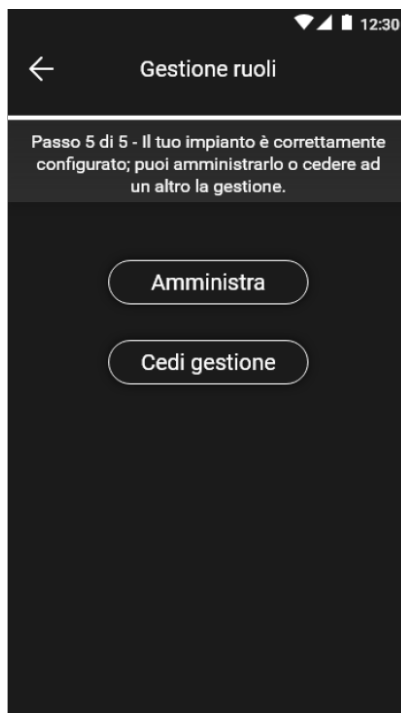 12:30
Gestione ruoli
Passo 5 di 5 - Il tuo impianto è correttamente
configurato; puoi amministrarlo o cedere ad
un altro la gestione.
Amministra
Cedi gestione